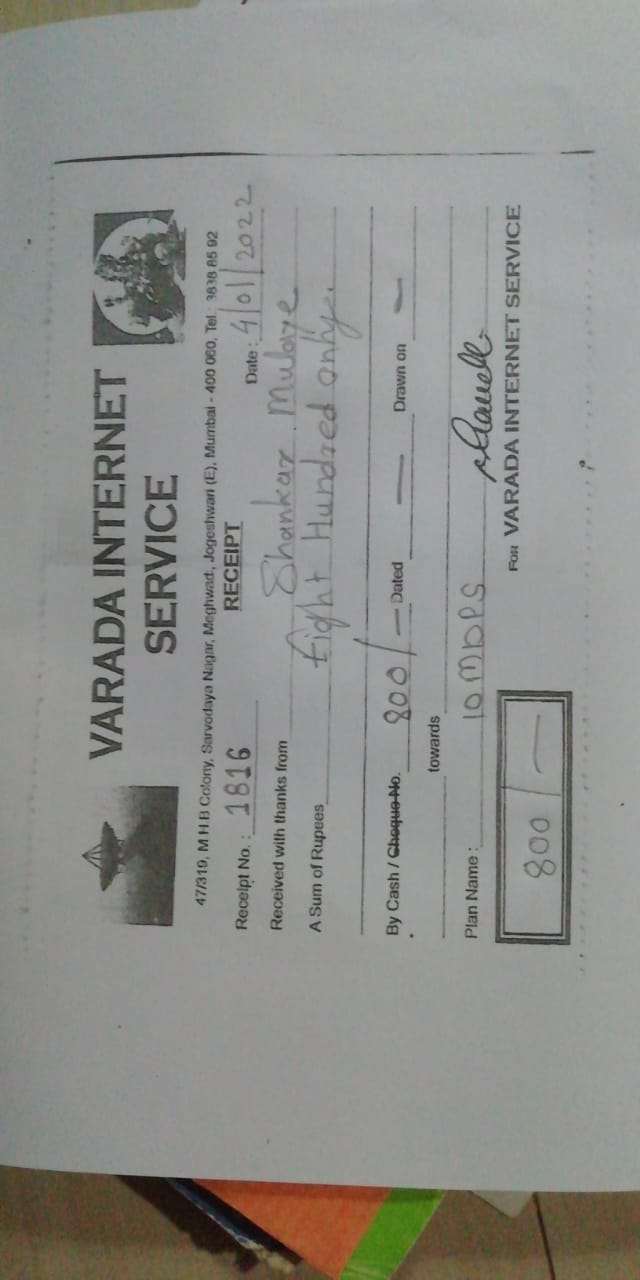 VARADA INTERNET
SERVICE
47/319, M H B Colony, Sarvodaya Nagar, Meghwad, Jogeshwari (E), Mumbai - 400 060, Tel.: 3838 85 92
RECEIPT
Receipt No. : 1816 Date : 4/01/2022
Received with thanks from Shankar Mulaye
A Sum of Rupees Eight Hundred only.
By Cash / Cheque No. 800/- Dated — Drawn on —
towards
Plan Name : 10 MBPS
800/-
FOR VARADA INTERNET SERVICE